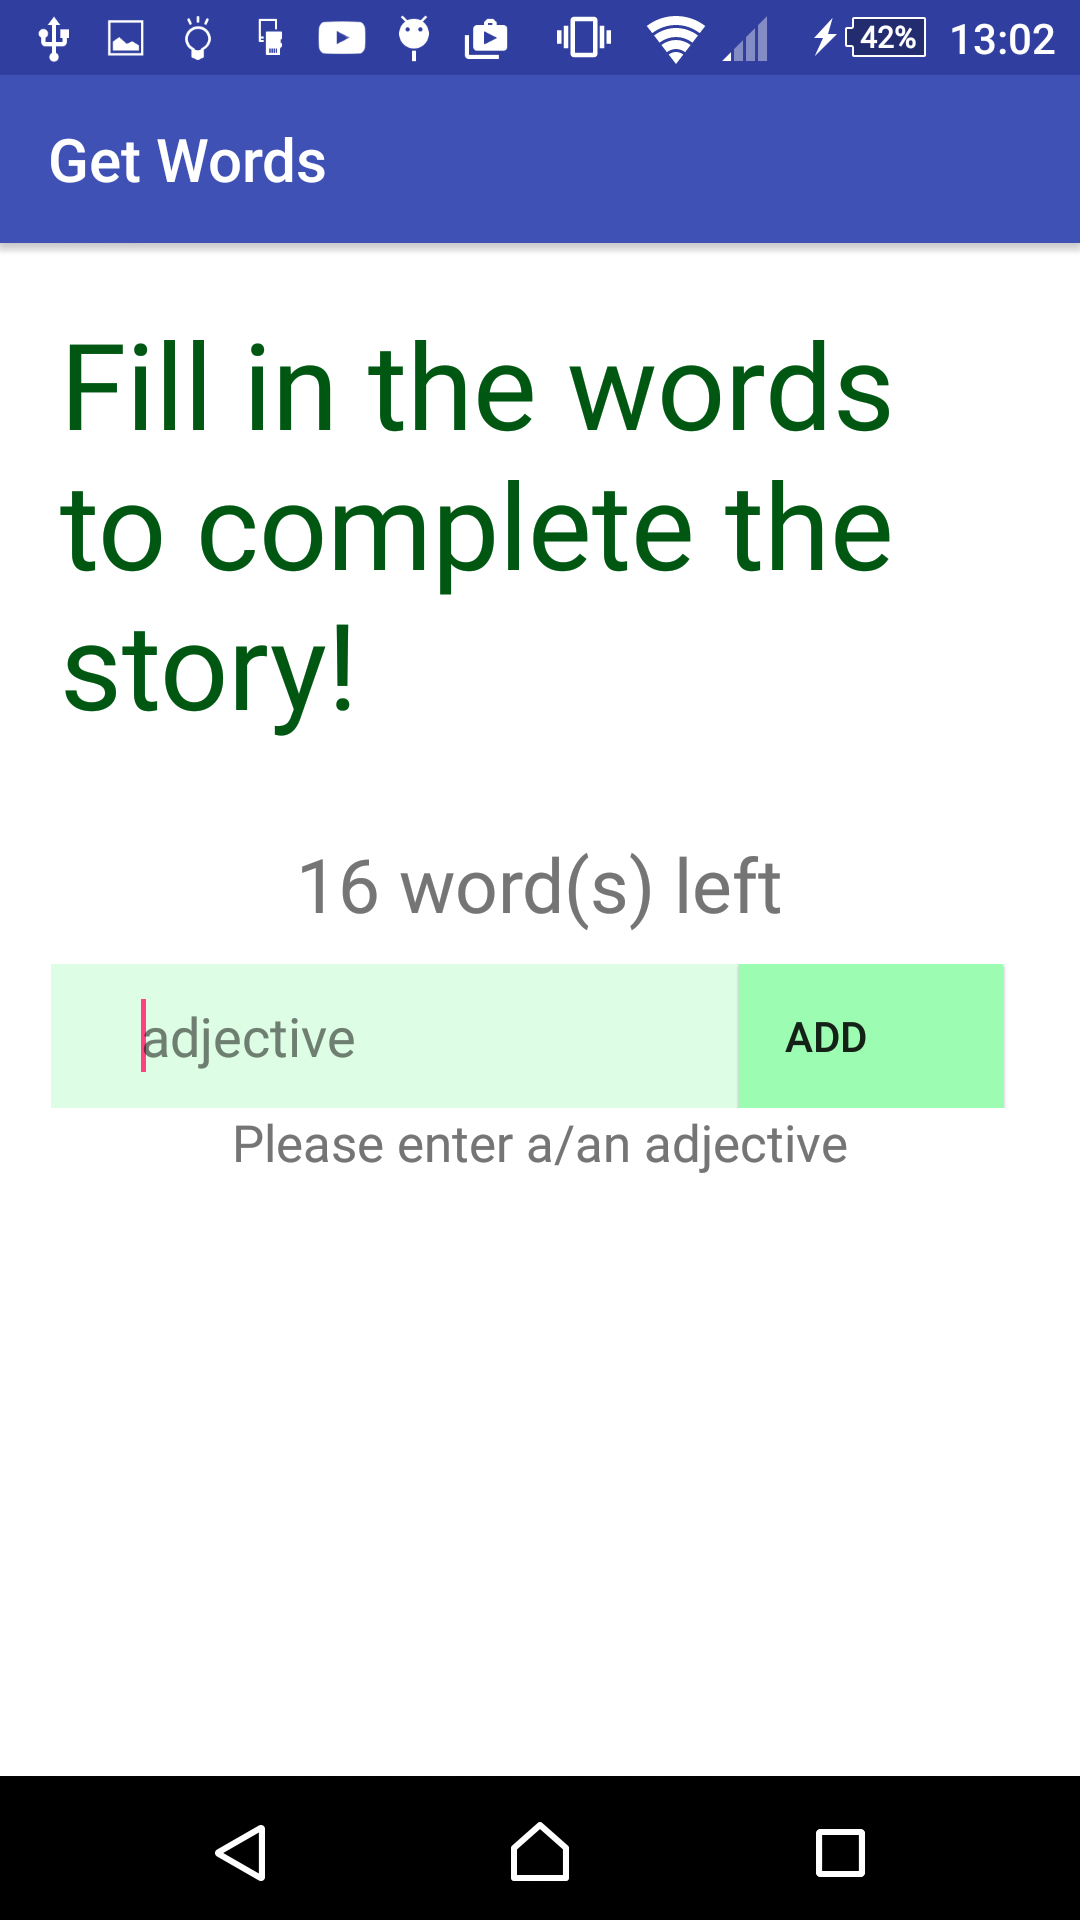 42% 13:02
Get Words
Fill in the words
to complete the
story!
16 word(s) left
adjective ADD
Please enter a/an adjective